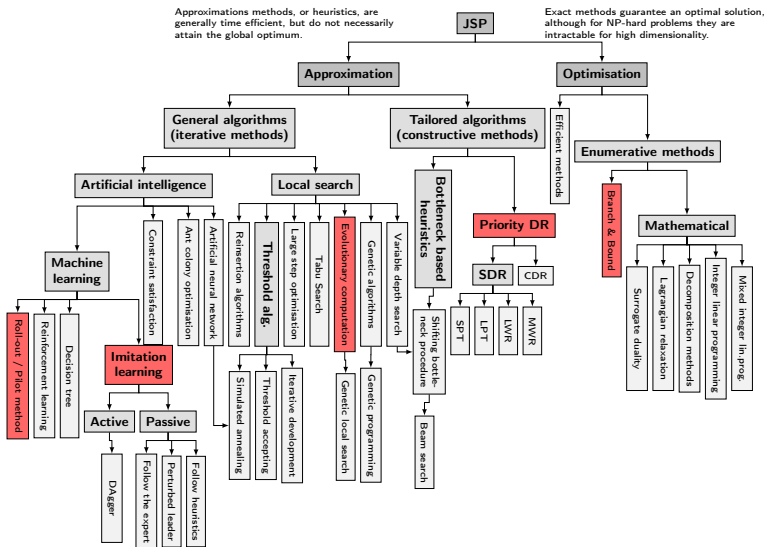 Approximations methods, or heuristics, are
generally time efficient, but do not necessarily
attain the global optimum.
JSP
Exact methods guarantee an optimal solution,
although for NP-hard problems they are
intractable for high dimensionality.
Approximation
Optimisation
General algorithms
(iterative methods)
Tailored algorithms
(constructive methods)
Efficient methods
Enumerative methods
Artificial intelligence
Local search
Bottleneck based
heuristics
Priority DR
Branch & Bound
Mathematical
Machine
learning
Constraint satisfaction
Ant colony optimisation
Artificial neural network
Reinsertion algorithms
Threshold alg.
Large step optimisation
Tabu Search
Evolutionary computation
Genetic algorithms
Variable depth search
SDR
CDR
Surrogate duality
Lagrangian relaxation
Decomposition methods
Integer linear programming
Mixed integer lin.prog.
Roll-out / Pilot method
Reinforcement learning
Decision tree
Imitation
learning
Simulated annealing
Threshold accepting
Iterative development
Genetic local search
Genetic programming
Shifting bottle-
neck procedure
SPT
LPT
LWR
MWR
Active
Passive
Beam search
DAgger
Follow the expert
Perturbed leader
Follow heuristics